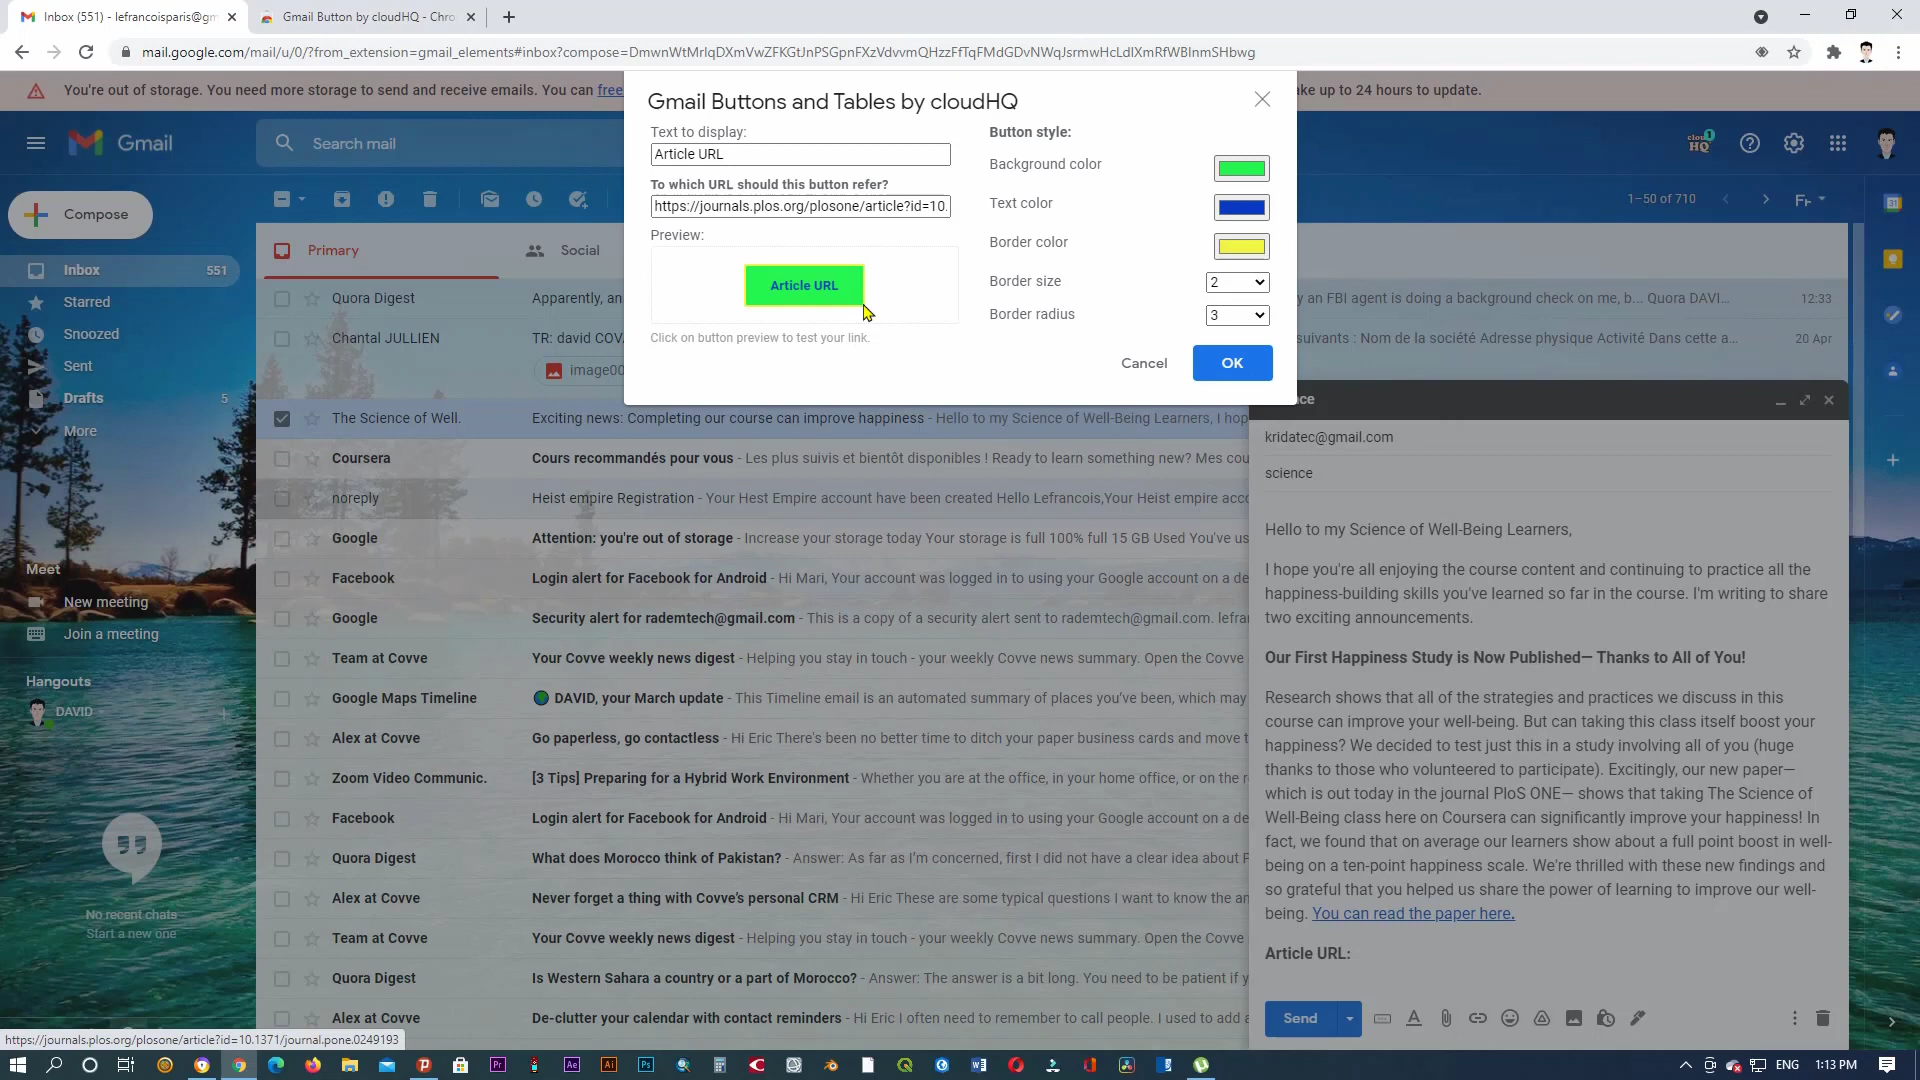 Inbox (551) - lefrancoisparis@gm
Gmail Button by cloudHQ - Chro
mail.google.com/mail/u/0/?from_extension=gmail_elements#inbox?compose=DmwnWtMrlqDXmVwZFKGtJnPSGpnFXzVdvvmQHzzFfTqFMdGDvNWqJsrmwHcLdlXmRfWBlnmSHbwg
You're out of storage. You need more storage to send and receive emails. You can free
ke up to 24 hours to update.
Gmail
Search mail
cloud
HQ
1
Compose
1–50 of 710
Fr
Inbox 551
Starred
Snoozed
Sent
Drafts 5
More
Meet
New meeting
Join a meeting
Hangouts
DAVID
No recent chats
Start a new one
Primary
Social
Gmail Buttons and Tables by cloudHQ
Text to display:
Article URL
To which URL should this button refer?
https://journals.plos.org/plosone/article?id=10.
Preview:
Article URL
Click on button preview to test your link.
Button style:
Background color
Text color
Border color
Border size 2
Border radius 3
Cancel
OK
Quora Digest Apparently, an
y an FBI agent is doing a background check on me, b... Quora DAVI... 12:33
Chantal JULLIEN TR: david COV
suivants : Nom de la société Adresse physique Activité Dans cette a... 20 Apr
image00
The Science of Well. Exciting news: Completing our course can improve happiness - Hello to my Science of Well-Being Learners, I hop
Coursera Cours recommandés pour vous - Les plus suivis et bientôt disponibles ! Ready to learn something new? Mes cou
noreply Heist empire Registration - Your Hest Empire account have been created Hello Lefrancois,Your Heist empire acc
Google Attention: you're out of storage - Increase your storage today Your storage is full 100% full 15 GB Used You've us
Facebook Login alert for Facebook for Android - Hi Mari, Your account was logged in to using your Google account on a de
Google Security alert for rademtech@gmail.com - This is a copy of a security alert sent to rademtech@gmail.com. lefra
Team at Covve Your Covve weekly news digest - Helping you stay in touch - your weekly Covve news summary. Open the Covve
Google Maps Timeline DAVID, your March update - This Timeline email is an automated summary of places you've been, which may
Alex at Covve Go paperless, go contactless - Hi Eric There's been no better time to ditch your paper business cards and move t
Zoom Video Communic. [3 Tips] Preparing for a Hybrid Work Environment - Whether you are at the office, in your home office, or on the r
Facebook Login alert for Facebook for Android - Hi Mari, Your account was logged in to using your Google account on a de
Quora Digest What does Morocco think of Pakistan? - Answer: As far as I'm concerned, first I did not have a clear idea about P
Alex at Covve Never forget a thing with Covve's personal CRM - Hi Eric These are some typical questions I want to know the an
Team at Covve Your Covve weekly news digest - Helping you stay in touch - your weekly Covve news summary. Open the Covve
Quora Digest Is Western Sahara a country or a part of Morocco? - Answer: The answer is a bit long. You need to be patient if y
Alex at Covve De-clutter your calendar with contact reminders - Hi Eric I often need to remember to call people. I used to add a
nce
kridatec@gmail.com
science
Hello to my Science of Well-Being Learners,
I hope you're all enjoying the course content and continuing to practice all the
happiness-building skills you've learned so far in the course. I'm writing to share
two exciting announcements.
Our First Happiness Study is Now Published— Thanks to All of You!
Research shows that all of the strategies and practices we discuss in this
course can improve your well-being. But can taking this class itself boost your
happiness? We decided to test just this in a study involving all of you (huge
thanks to those who volunteered to participate). Excitingly, our new paper—
which is out today in the journal PloS ONE— shows that taking The Science of
Well-Being class here on Coursera can significantly improve your happiness! In
fact, we found that on average our learners show about a full point boost in well-
being on a ten-point happiness scale. We're thrilled with these new findings and
so grateful that you helped us share the power of learning to improve our well-
being. You can read the paper here.
Article URL:
Send
https://journals.plos.org/plosone/article?id=10.1371/journal.pone.0249193
ENG 1:13 PM